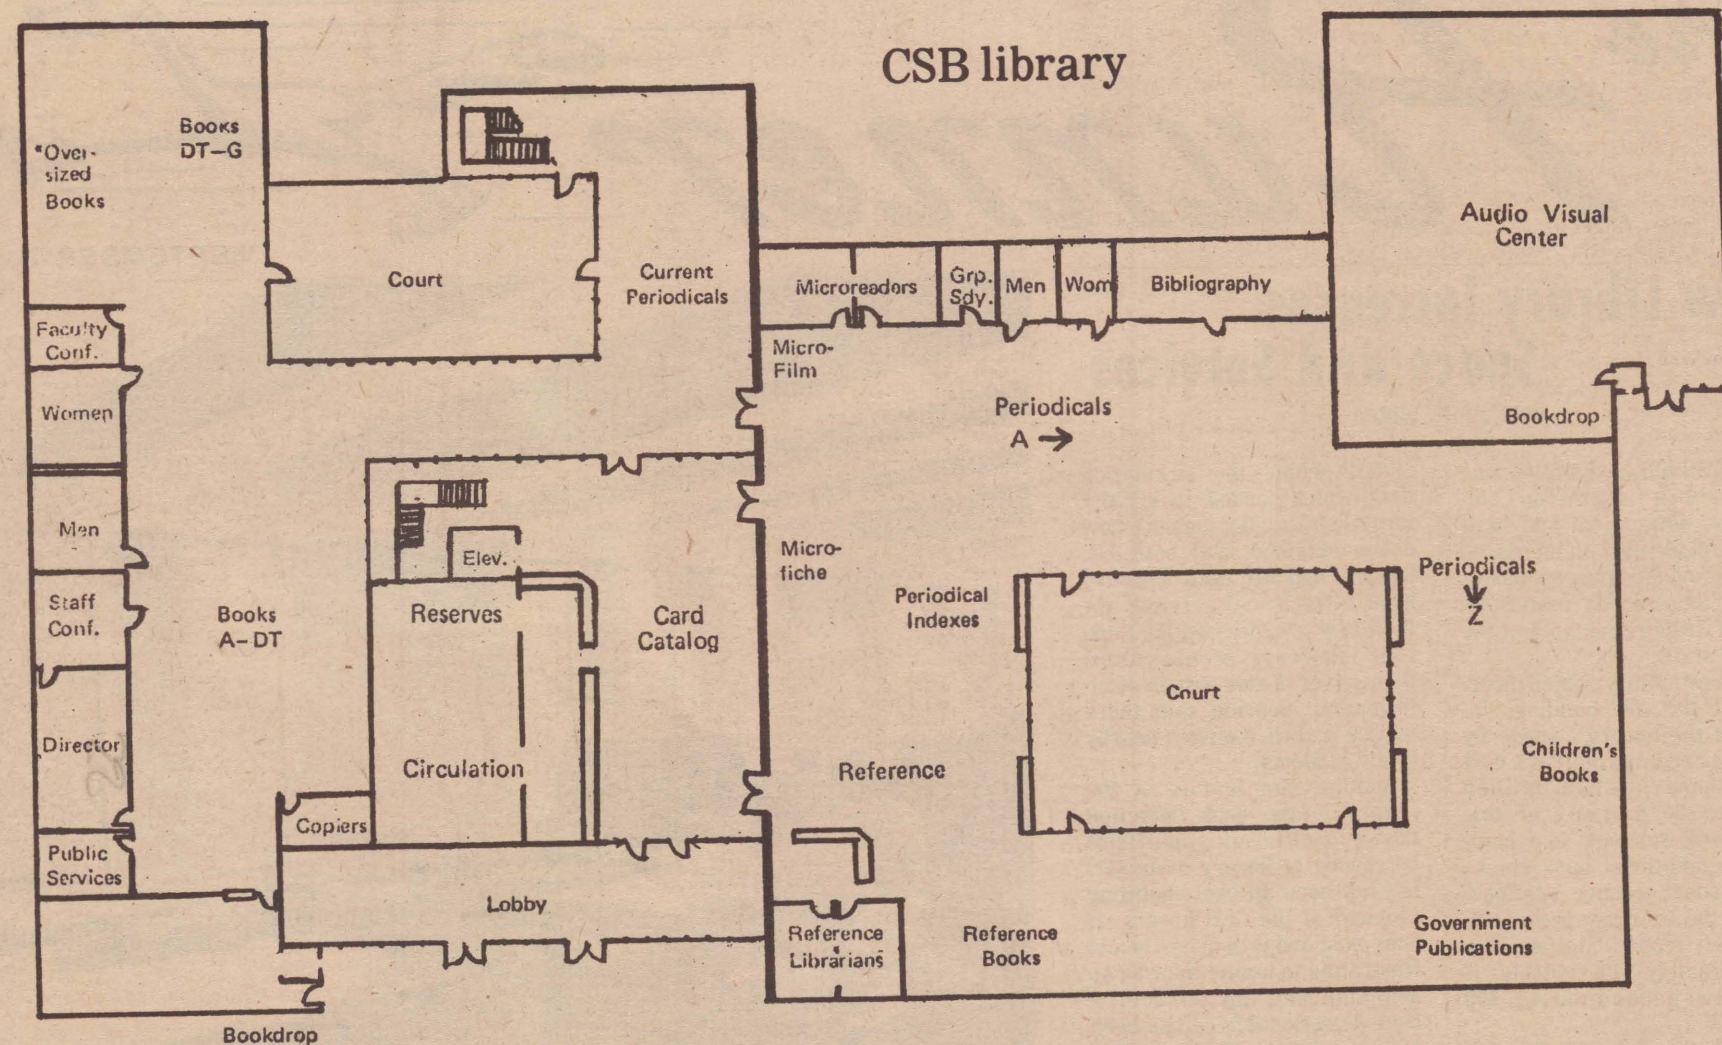 CSB library
*Over-
sized
Books
Books
DT–G
Court
Current
Periodicals
Microreaders
Grp.
Sdy.
Men
Wom
Bibliography
Audio Visual
Center
Bookdrop
Faculty
Conf.
Women
Men
Staff
Conf.
Director
Public
Services
Books
A–DT
Elev.
Reserves
Circulation
Copiers
Card
Catalog
Lobby
Bookdrop
Micro-
Film
Periodicals
A →
Micro-
fiche
Periodical
Indexes
Court
Periodicals
↓
Z
Children's
Books
Reference
Reference
Librarians
Reference
Books
Government
Publications